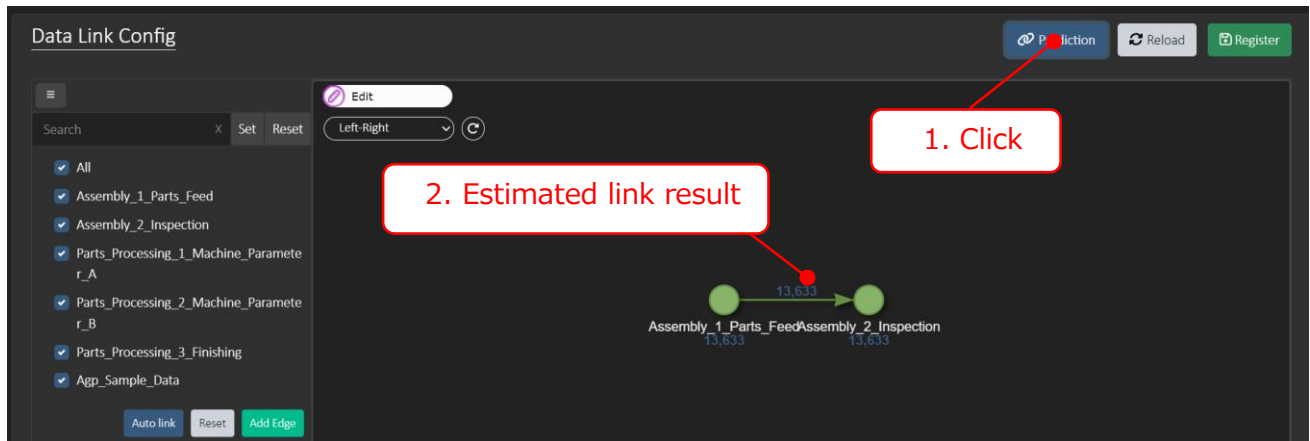 Data Link Config
Prediction
Reload
Register
Edit
Search X Set Reset
Left-Right
1. Click
All
2. Estimated link result
Assembly_1_Parts_Feed
Assembly_2_Inspection
Parts_Processing_1_Machine_Paramete
r_A
Parts_Processing_2_Machine_Paramete
r_B
Parts_Processing_3_Finishing
Agp_Sample_Data
Auto link Reset Add Edge
13,633
Assembly_1_Parts_Feed
Assembly_2_Inspection
13,633
13,633